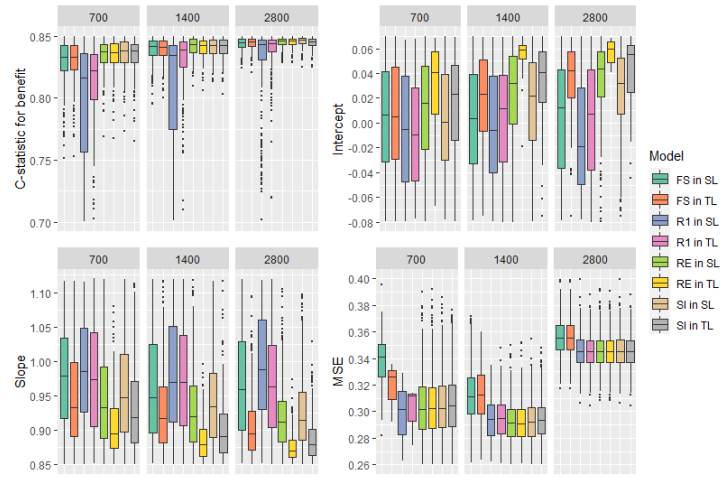 700 1400 2800
C-statistic for benefit
0.85
0.80
0.75
0.70
700 1400 2800
Intercept
0.06
0.04
0.02
0.00
-0.02
-0.04
-0.06
-0.08
700 1400 2800
Slope
1.10
1.05
1.00
0.95
0.90
0.85
700 1400 2800
MSE
0.40
0.38
0.36
0.34
0.32
0.30
0.28
0.26
Model
FS in SL
FS in TL
R1 in SL
R1 in TL
RE in SL
RE in TL
SI in SL
SI in TL